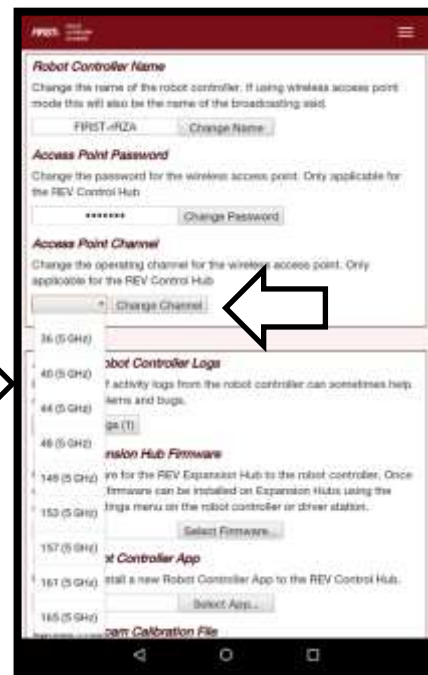 FIRST
Robot Controller Name
Change the name of the robot controller. If using wireless access point
mode this will also be the name of the broadcasting ssid.
FIRST-rRZA Change Name
Access Point Password
Change the password for the wireless access point. Only applicable for
the REV Control Hub
••••••• Change Password
Access Point Channel
Change the operating channel for the wireless access point. Only
applicable for the REV Control Hub
Change Channel
36 (5 GHz)
obot Controller Logs
40 (5 GHz)
f activity logs from the robot controller can sometimes help
44 (5 GHz)
lems and bugs.
gs (1)
48 (5 GHz)
nsion Hub Firmware
149 (5 GHz)
for the REV Expansion Hub to the robot controller. Once
firmware can be installed on Expansion Hubs using the
153 (5 GHz)
tings menu on the robot controller or driver station.
Select Firmware...
157 (5 GHz)
ot Controller App
161 (5 GHz)
stall a new Robot Controller App to the REV Control Hub.
Select App...
165 (5 GHz)
cam Calibration File